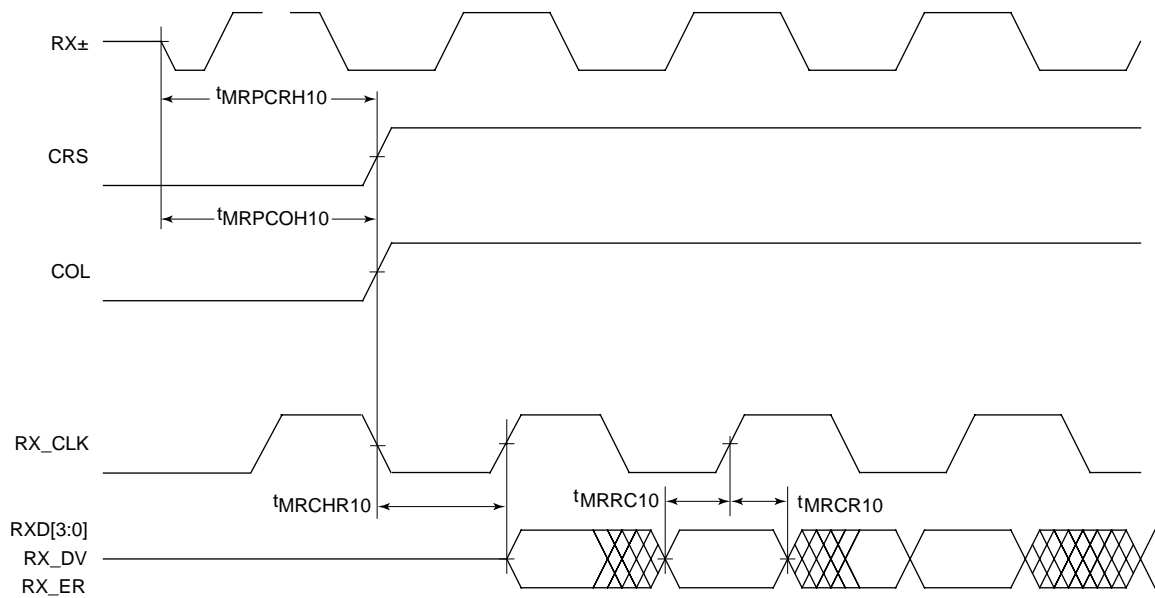 RX±
tMRPCRH10
CRS
tMRPCOH10
COL
RX_CLK
tMRCHR10
tMRRC10
tMRCR10
RXD[3:0]
RX_DV
RX_ER